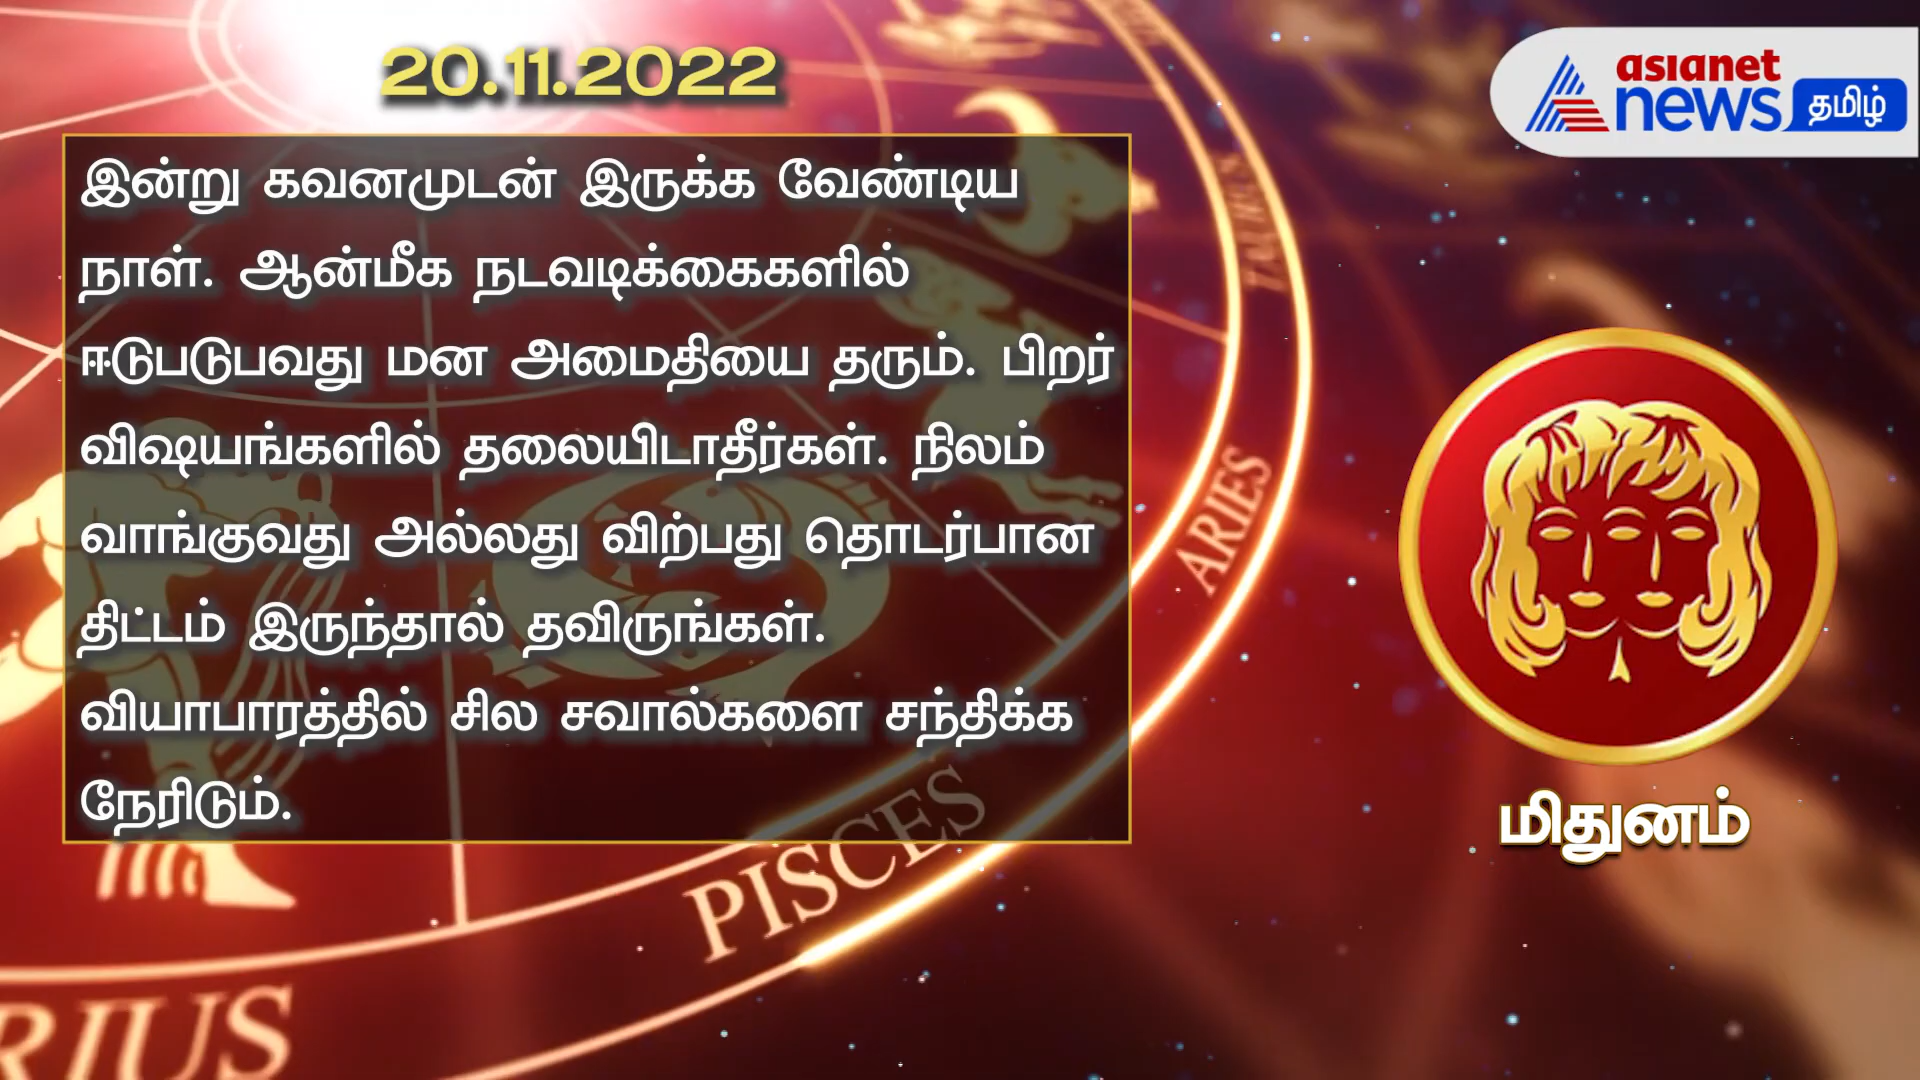 20.11.2022
asianet
news தமிழ்
இன்று கவனமுடன் இருக்க வேண்டிய
நாள். ஆன்மீக நடவடிக்கைகளில்
ஈடுபடுபவது மன அமைதியை தரும். பிறர்
விஷயங்களில் தலையிடாதீர்கள். நிலம்
வாங்குவது அல்லது விற்பது தொடர்பான
திட்டம் இருந்தால் தவிருங்கள்.
வியாபாரத்தில் சில சவால்களை சந்திக்க
நேரிடும்.
மிதுனம்
TAURUS
ARIES
PISCES
RIUS